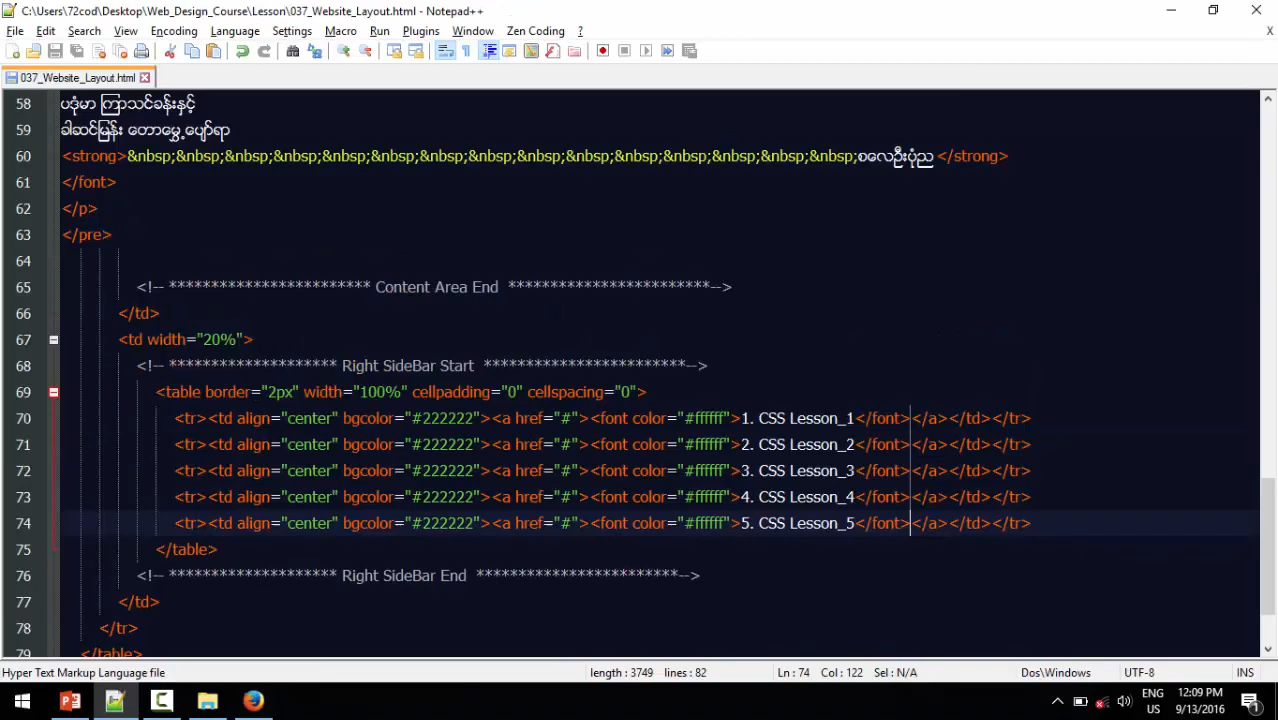 C:\Users\72cod\Desktop\Web_Design_Course\Lesson\037_Website_Layout.html - Notepad++
File Edit Search View Encoding Language Settings Macro Run Plugins Window Zen Coding ? X
037_Website_Layout.html
58 ပဒုံမာ ကြာသင်ခန်းနှင့်
59 ခါဆင်မြန်း တောမွှေ့ပျော်ရာ
60 <strong>&nbsp;&nbsp;&nbsp;&nbsp;&nbsp;&nbsp;&nbsp;&nbsp;&nbsp;&nbsp;&nbsp;&nbsp;&nbsp;&nbsp;&nbsp;စလေဦးပုံည </strong>
61 </font>
62 </p>
63 </pre>
64
65 <!-- ************************ Content Area End ************************-->
66 </td>
67 <td width="20%">
68 <!-- ******************** Right SideBar Start ************************-->
69 <table border="2px" width="100%" cellpadding="0" cellspacing="0">
70 <tr><td align="center" bgcolor="#222222"><a href="#"><font color="#ffffff">1. CSS Lesson_1</font></a></td></tr>
71 <tr><td align="center" bgcolor="#222222"><a href="#"><font color="#ffffff">2. CSS Lesson_2</font></a></td></tr>
72 <tr><td align="center" bgcolor="#222222"><a href="#"><font color="#ffffff">3. CSS Lesson_3</font></a></td></tr>
73 <tr><td align="center" bgcolor="#222222"><a href="#"><font color="#ffffff">4. CSS Lesson_4</font></a></td></tr>
74 <tr><td align="center" bgcolor="#222222"><a href="#"><font color="#ffffff">5. CSS Lesson_5</font></a></td></tr>
75 </table>
76 <!-- ******************** Right SideBar End ************************-->
77 </td>
78 </tr>
79 </table>
Hyper Text Markup Language file length : 3749 lines : 82 Ln : 74 Col : 122 Sel : N/A Dos\Windows UTF-8 INS
ENG 12:09 PM
US 9/13/2016 1